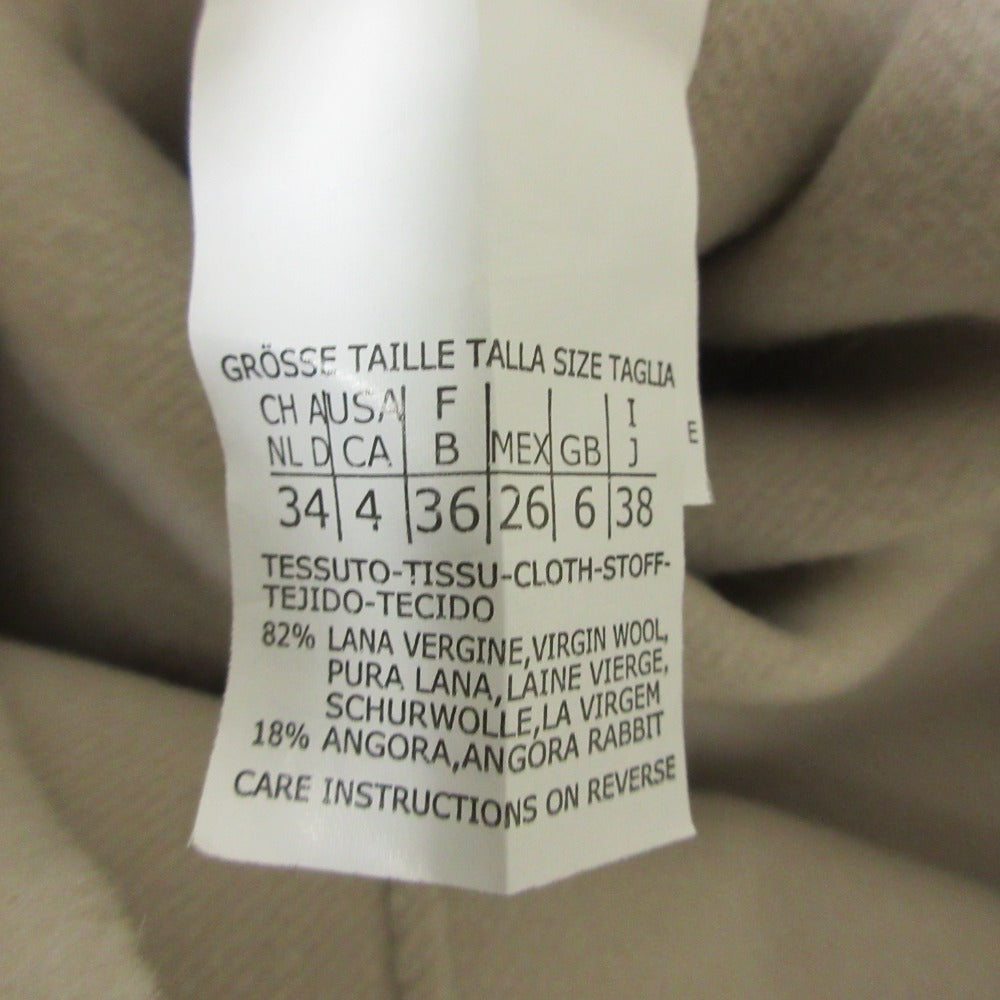 GRÖSSE TAILLE TALLA SIZE TAGLIA
CH A USA F I
NL D CA B MEX GB J
34 4 36 26 6 38
E
TESSUTO-TISSU-CLOTH-STOFF-
TEJIDO-TECIDO
82% LANA VERGINE,VIRGIN WOOL,
PURA LANA,LAINE VIERGE,
SCHURWOLLE,LA VIRGEM
18% ANGORA,ANGORA RABBIT
CARE INSTRUCTIONS ON REVERSE